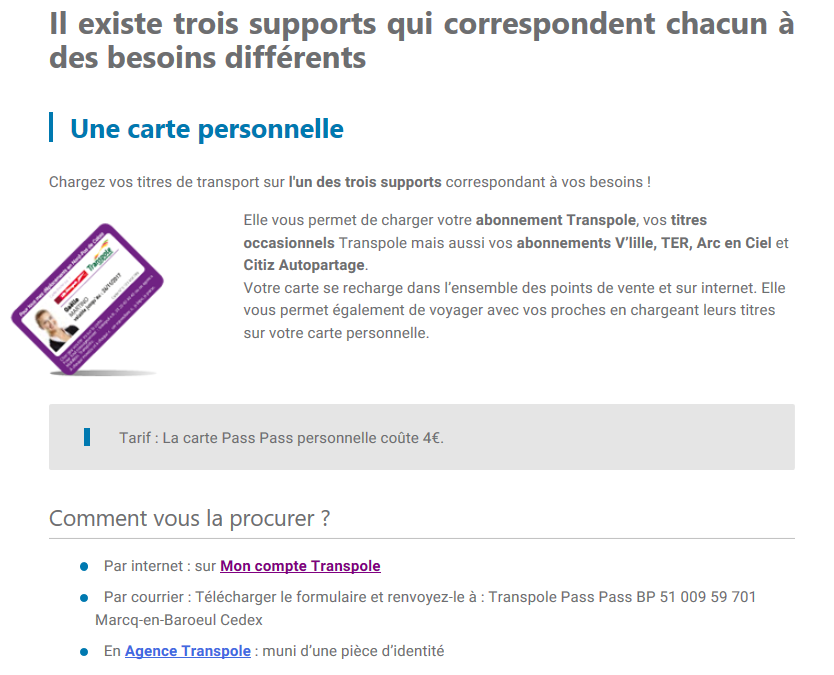 Il existe trois supports qui correspondent chacun à
des besoins différents
Une carte personnelle
Chargez vos titres de transport sur l'un des trois supports correspondant à vos besoins !
Elle vous permet de charger votre abonnement Transpole, vos titres
occasionnels Transpole mais aussi vos abonnements V’lille, TER, Arc en Ciel et
Citiz Autopartage.
Votre carte se recharge dans l’ensemble des points de vente et sur internet. Elle
vous permet également de voyager avec vos proches en chargeant leurs titres
sur votre carte personnelle.
Transpole
Gaëlle
MARTINO
Tarif : La carte Pass Pass personnelle coûte 4€.
Comment vous la procurer ?
Par internet : sur Mon compte Transpole
Par courrier : Télécharger le formulaire et renvoyez-le à : Transpole Pass Pass BP 51 009 59 701
Marcq-en-Baroeul Cedex
En Agence Transpole : muni d’une pièce d’identité